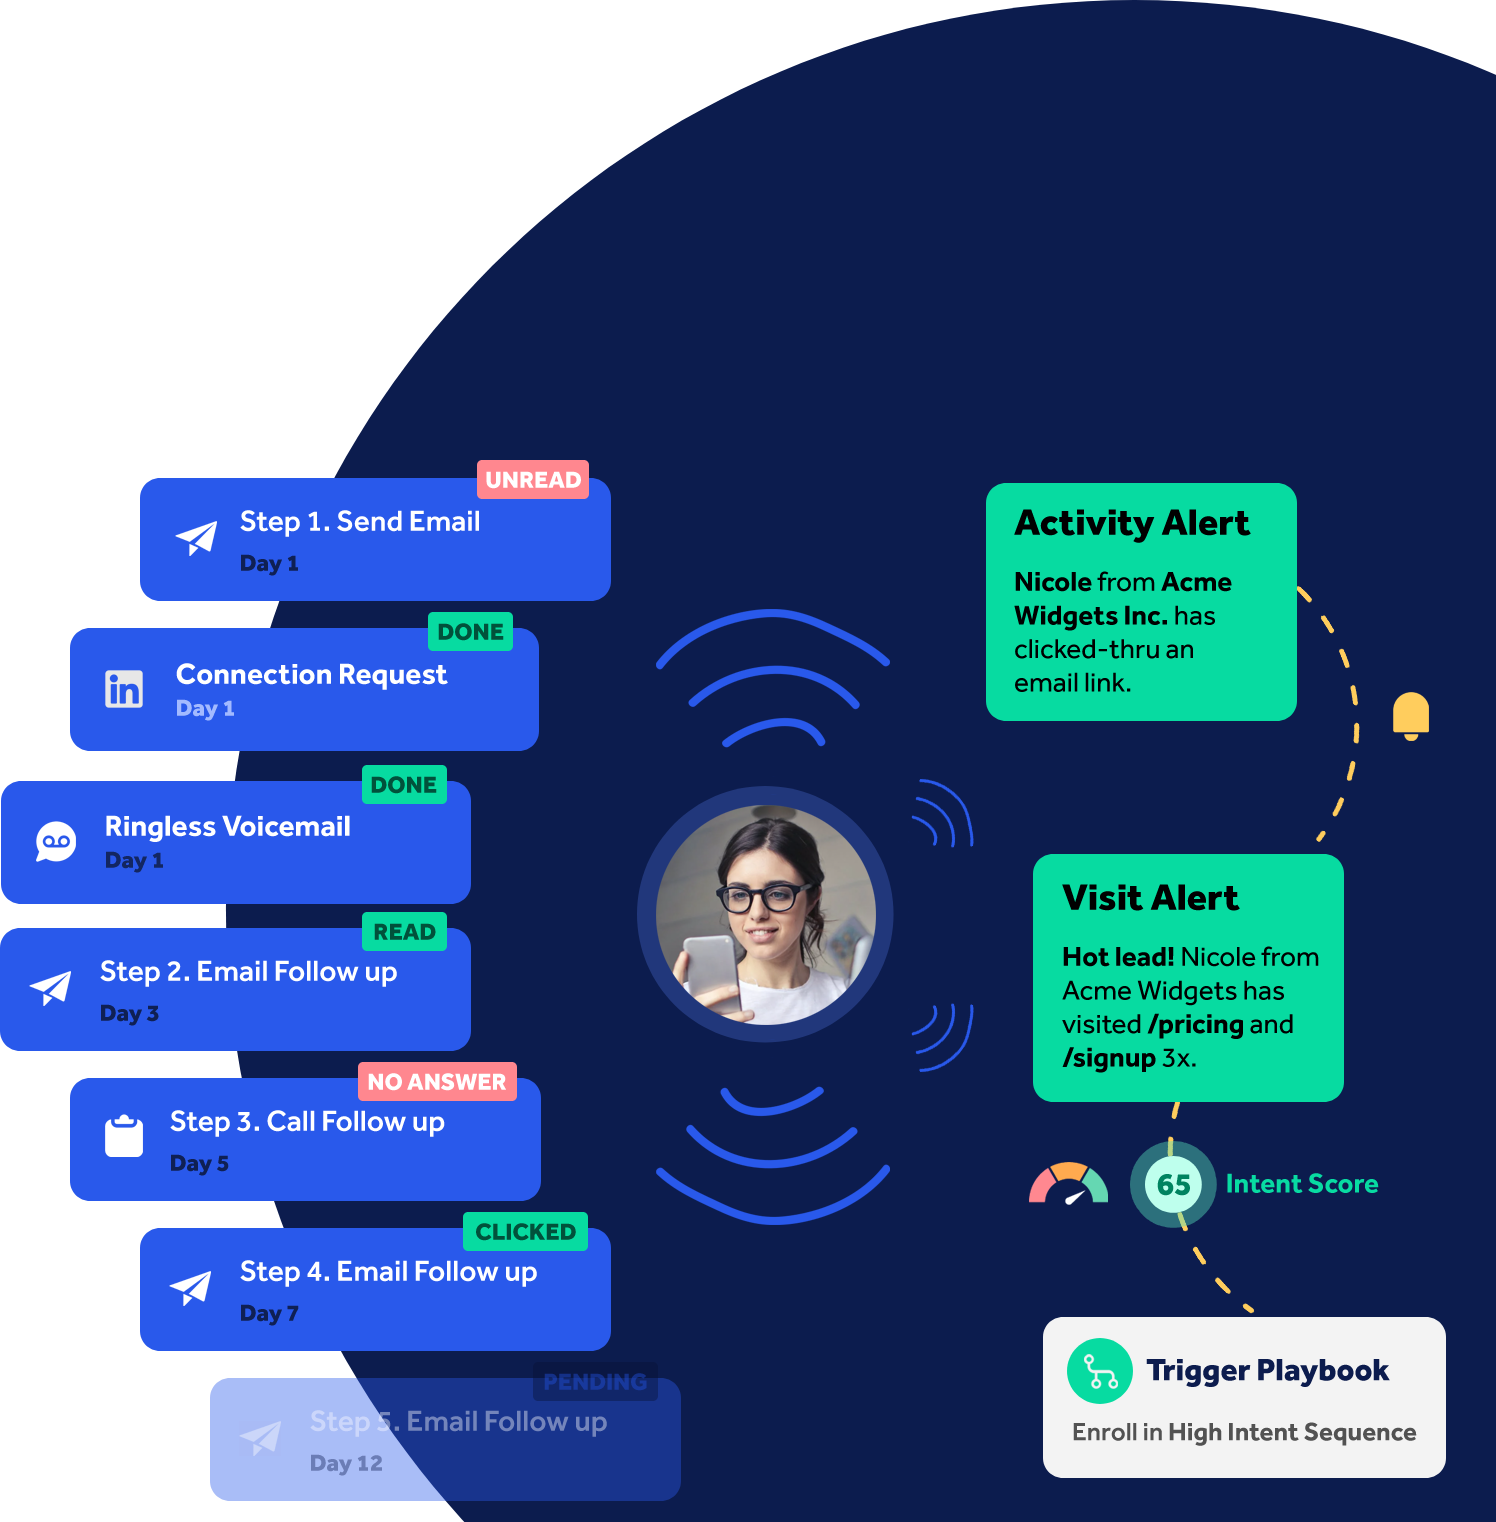 UNREAD
Step 1. Send Email
Day 1
DONE
in
Connection Request
Day 1
DONE
Ringless Voicemail
Day 1
READ
Step 2. Email Follow up
Day 3
NO ANSWER
Step 3. Call Follow up
Day 5
CLICKED
Step 4. Email Follow up
Day 7
PENDING
Step 5. Email Follow up
Day 12
Activity Alert
Nicole from Acme
Widgets Inc. has
clicked-thru an
email link.
Visit Alert
Hot lead! Nicole from
Acme Widgets has
visited /pricing and
/signup 3x.
65
Intent Score
Trigger Playbook
Enroll in High Intent Sequence